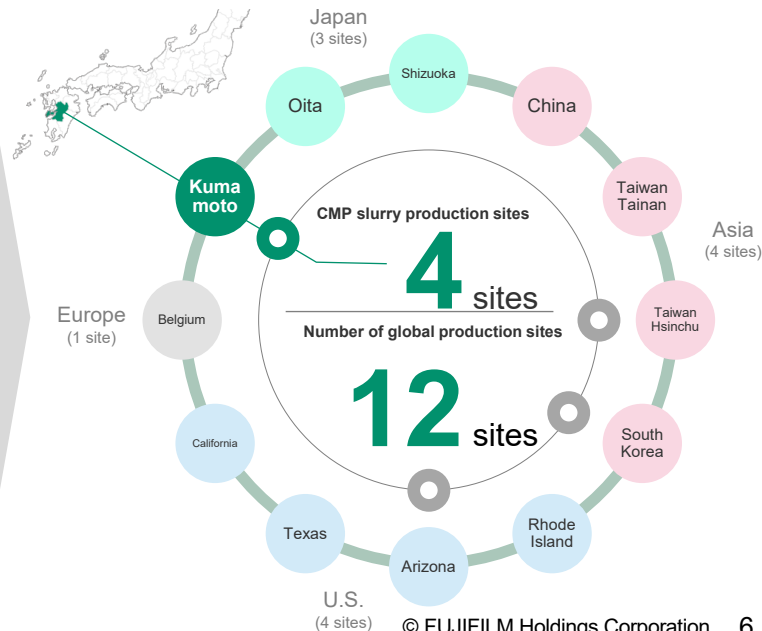 Japan
(3 sites)
Shizuoka
Oita
China
Kuma
moto
Taiwan
Tainan
CMP slurry production sites
4 sites
Asia
(4 sites)
Europe
(1 site)
Belgium
Taiwan
Hsinchu
Number of global production sites
12 sites
California
South
Korea
Texas
Rhode
Island
Arizona
U.S.
(4 sites)
© FUJIFILM Holdings Corporation 6